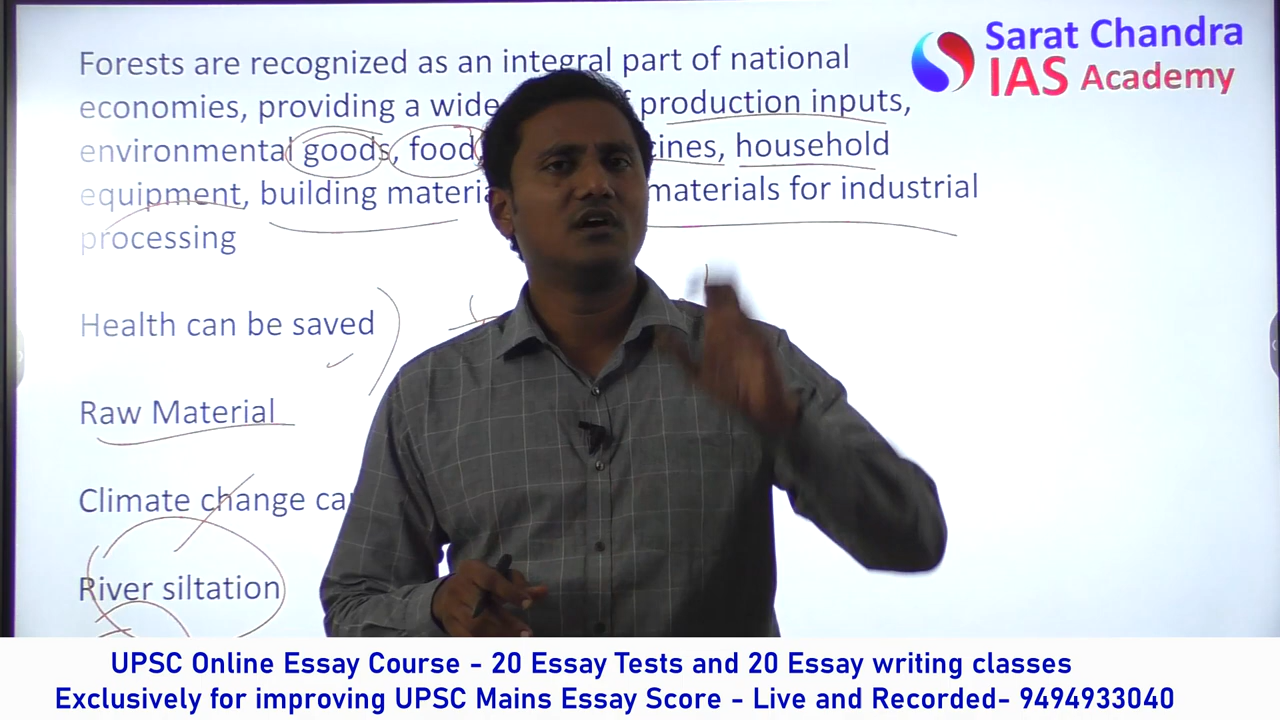 Sarat Chandra
IAS Academy
Forests are recognized as an integral part of national
economies, providing a wide production inputs,
environmental goods, food, household
equipment, building materials for industrial
processing
Health can be saved
Raw Material
Climate change
River siltation
UPSC Online Essay Course - 20 Essay Tests and 20 Essay writing classes
Exclusively for improving UPSC Mains Essay Score - Live and Recorded- 9494933040